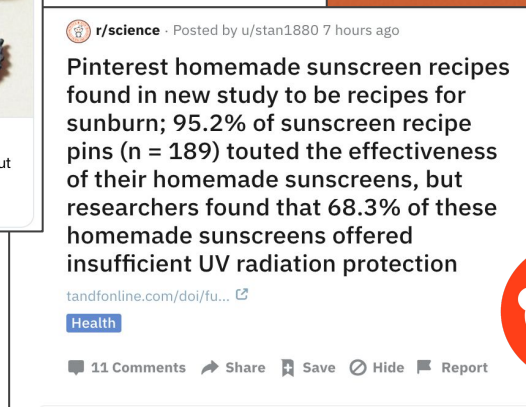 r/science · Posted by u/stan1880 7 hours ago
Pinterest homemade sunscreen recipes
found in new study to be recipes for
sunburn; 95.2% of sunscreen recipe
pins (n = 189) touted the effectiveness
of their homemade sunscreens, but
researchers found that 68.3% of these
homemade sunscreens offered
insufficient UV radiation protection
tandfonline.com/doi/fu...
Health
11 Comments Share Save Hide Report